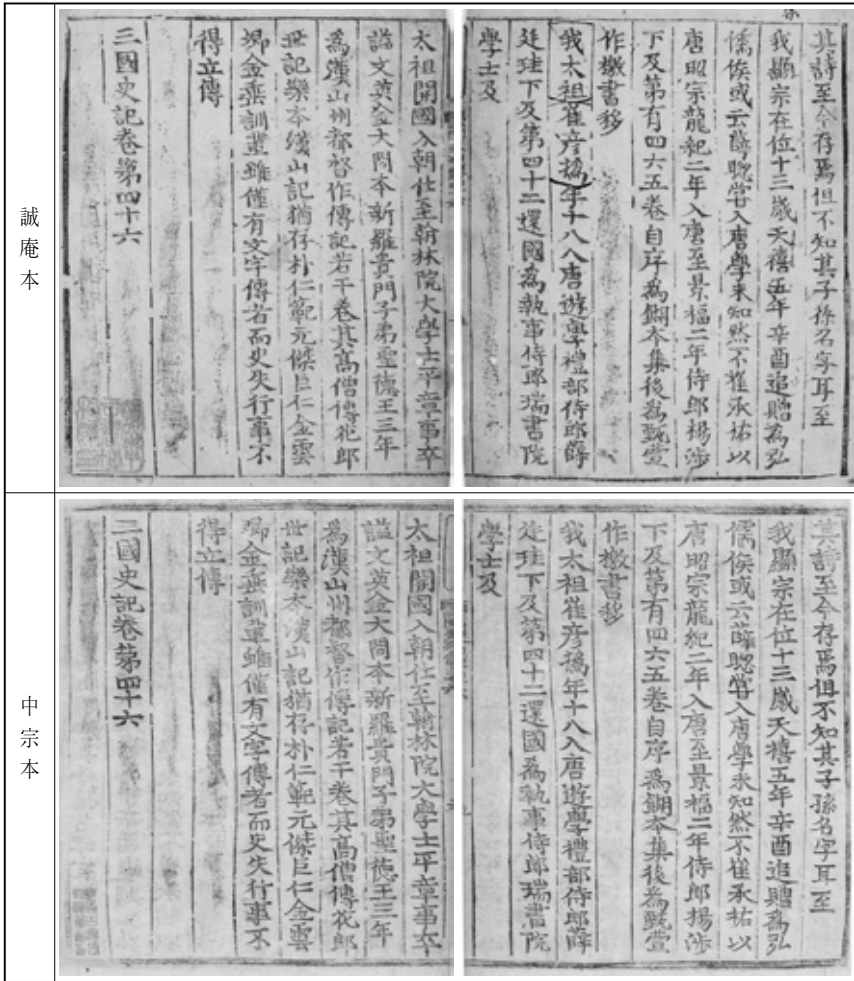 誠庵本
其詩至今存焉但不知其子孫名字耳至
我顯宗在位十三歲天禧五年辛酉追贈為弘
儒侯或云薛聦甞入唐學未知然不崔承祐以
唐昭宗龍紀二年入唐至景福二年侍郎楊涉
下及第有四六五卷自序為餬夲集後為甄萱
作檄書移
我太祖崔彦撝年十八入唐遊學禮部侍郎薛
廷珪下及第四十二還國為執事侍郎瑞書院
學士及
太祖開國入朝仕至翰林院大學士平章事卒
謚文英金大問本新羅貴門子弟聖德王三年
為漢山州都督作傳記若干卷其高僧傳花郎
世記樂夲漢山記猶存朴仁範元傑巨仁金雲
卿金垂訓軰雖僅有文字傳者而史失行事不
得立傳
三國史記卷第四十六
中宗本
其詩至今存焉但不知其子孫名字耳至
我顯宗在位十三歲天禧五年辛酉追贈為弘
儒侯或云薛聦甞入唐學未知然不崔承祐以
唐昭宗龍紀二年入唐至景福二年侍郎楊涉
下及第有四六五卷自序為餬夲集後為甄萱
作檄書移
我太祖崔彦撝年十八入唐遊學禮部侍郎薛
廷珪下及第四十二還國為執事侍郎瑞書院
學士及
太祖開國入朝仕至翰林院大學士平章事卒
謚文英金大問本新羅貴門子弟聖德王三年
為漢山州都督作傳記若干卷其高僧傳花郎
世記樂夲漢山記猶存朴仁範元傑巨仁金雲
卿金垂訓軰雖僅有文字傳者而史失行事不
得立傳
二國史記卷第四十六